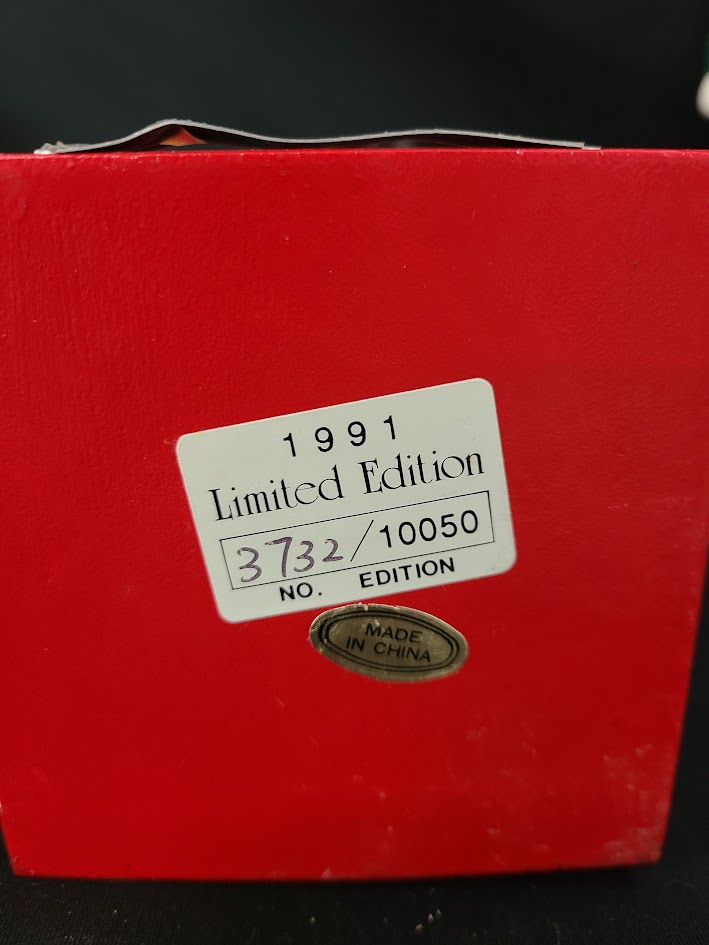 1991
Limited Edition
3732/10050
NO. EDITION
MADE
IN CHINA